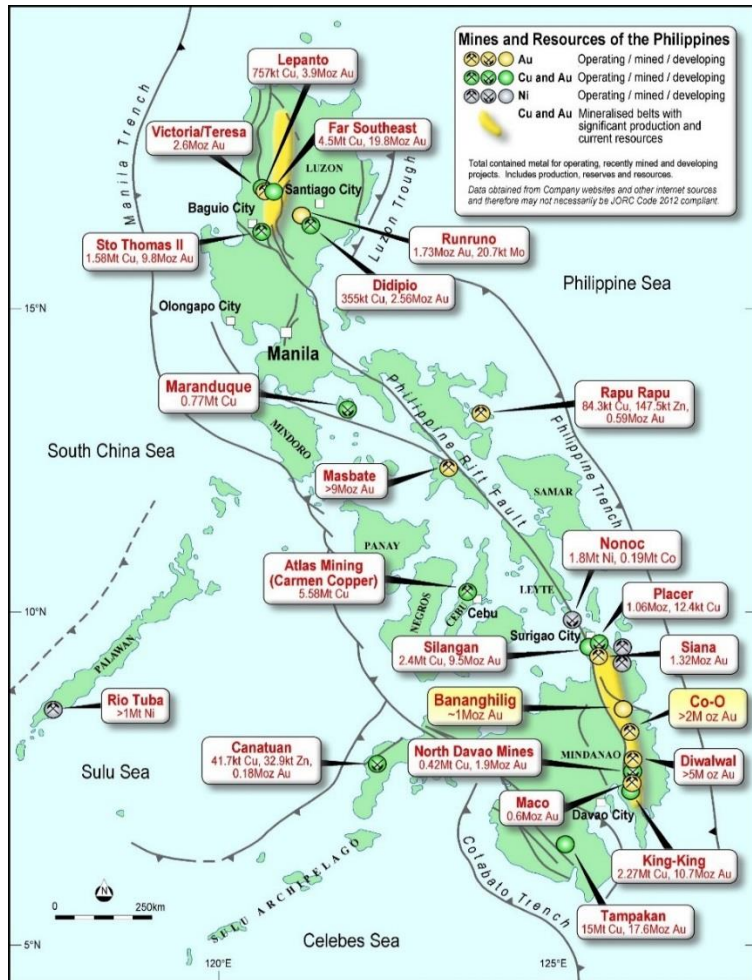 Mines and Resources of the Philippines
Au Operating / mined / developing
Cu and Au Operating / mined / developing
Ni Operating / mined / developing
Cu and Au Mineralised belts with
significant production and
current resources
Total contained metal for operating, recently mined and developing
projects. Includes production, reserves and resources.
Data obtained from Company websites and other internet sources
and therefore may not necessarily be JORC Code 2012 compliant.
Lepanto
757kt Cu, 3.9Moz Au
Victoria/Teresa
2.6Moz Au
Far Southeast
4.5Mt Cu, 19.8Moz Au
Manila Trench
LUZON
Santiago City
Baguio City
Luzon Trough
Sto Thomas II
1.58Mt Cu, 9.8Moz Au
Runruno
1.73Moz Au, 20.7kt Mo
Didipio
355kt Cu, 2.56Moz Au
Philippine Sea
15°N
Olongapo City
Manila
Maranduque
0.77Mt Cu
Philippine Rift Fault
Rapu Rapu
84.3kt Cu, 147.5kt Zn,
0.59Moz Au
Philippine Trench
South China Sea
MINDORO
Masbate
>9Moz Au
SAMAR
PANAY
Nonoc
1.8Mt Ni, 0.19Mt Co
Atlas Mining
(Carmen Copper)
5.58Mt Cu
LEYTE
Placer
1.06Moz, 12.4kt Cu
10°N
NEGROS
CEBU
Cebu
Surigao City
Silangan
2.4Mt Cu, 9.5Moz Au
Siana
1.32Moz Au
PALAWAN
Rio Tuba
>1Mt Ni
Bananghilig
~1Moz Au
Co-O
>2M oz Au
Sulu Sea
Canatuan
41.7kt Cu, 32.9kt Zn,
0.18Moz Au
North Davao Mines
0.42Mt Cu, 1.9Moz Au
MINDANAO
Diwalwal
>5M oz Au
Maco
0.6Moz Au
Davao City
King-King
2.27Mt Cu, 10.7Moz Au
Cotabato Trench
SULU ARCHIPELAGO
Tampakan
15Mt Cu, 17.6Moz Au
N
0 250km
Celebes Sea
5°N
120°E
125°E